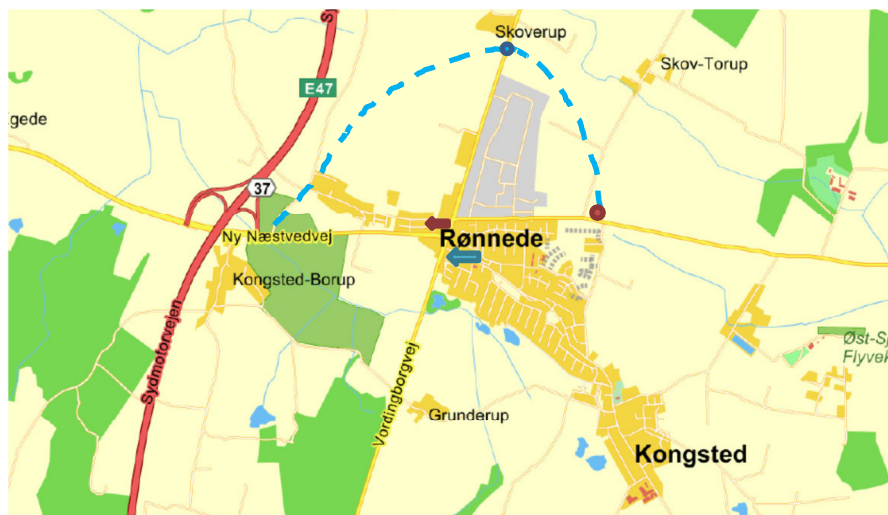 Skoverup
Skov-Torup
E47
gede
37
Ny Næstvedvej
Rønnede
Kongsted-Borup
Sydmotorvejen
Vordingborgvej
Øst-Sj
Flyvek
Grunderup
Kongsted